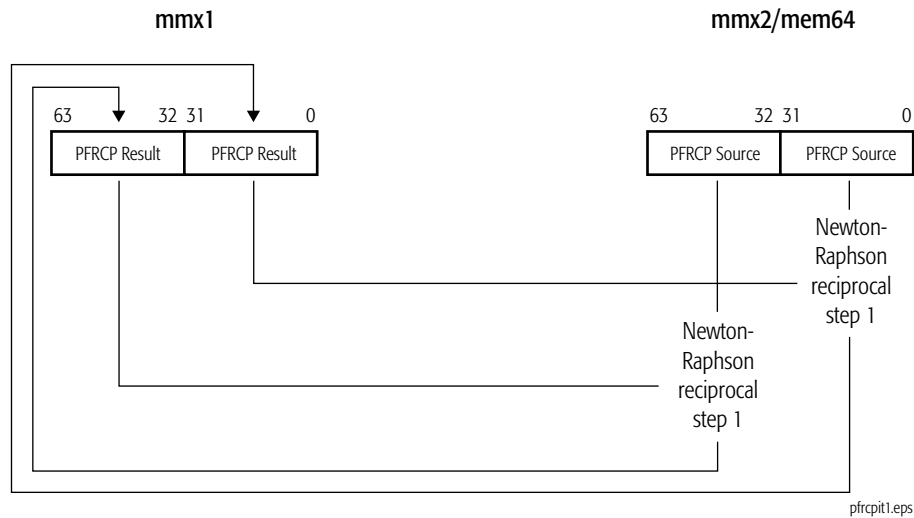 mmx1
mmx2/mem64
63 32 31 0
63 32 31 0
PFRCP Result PFRCP Result
PFRCP Source PFRCP Source
Newton-
Raphson
reciprocal
step 1
Newton-
Raphson
reciprocal
step 1
pfrcpit1.eps